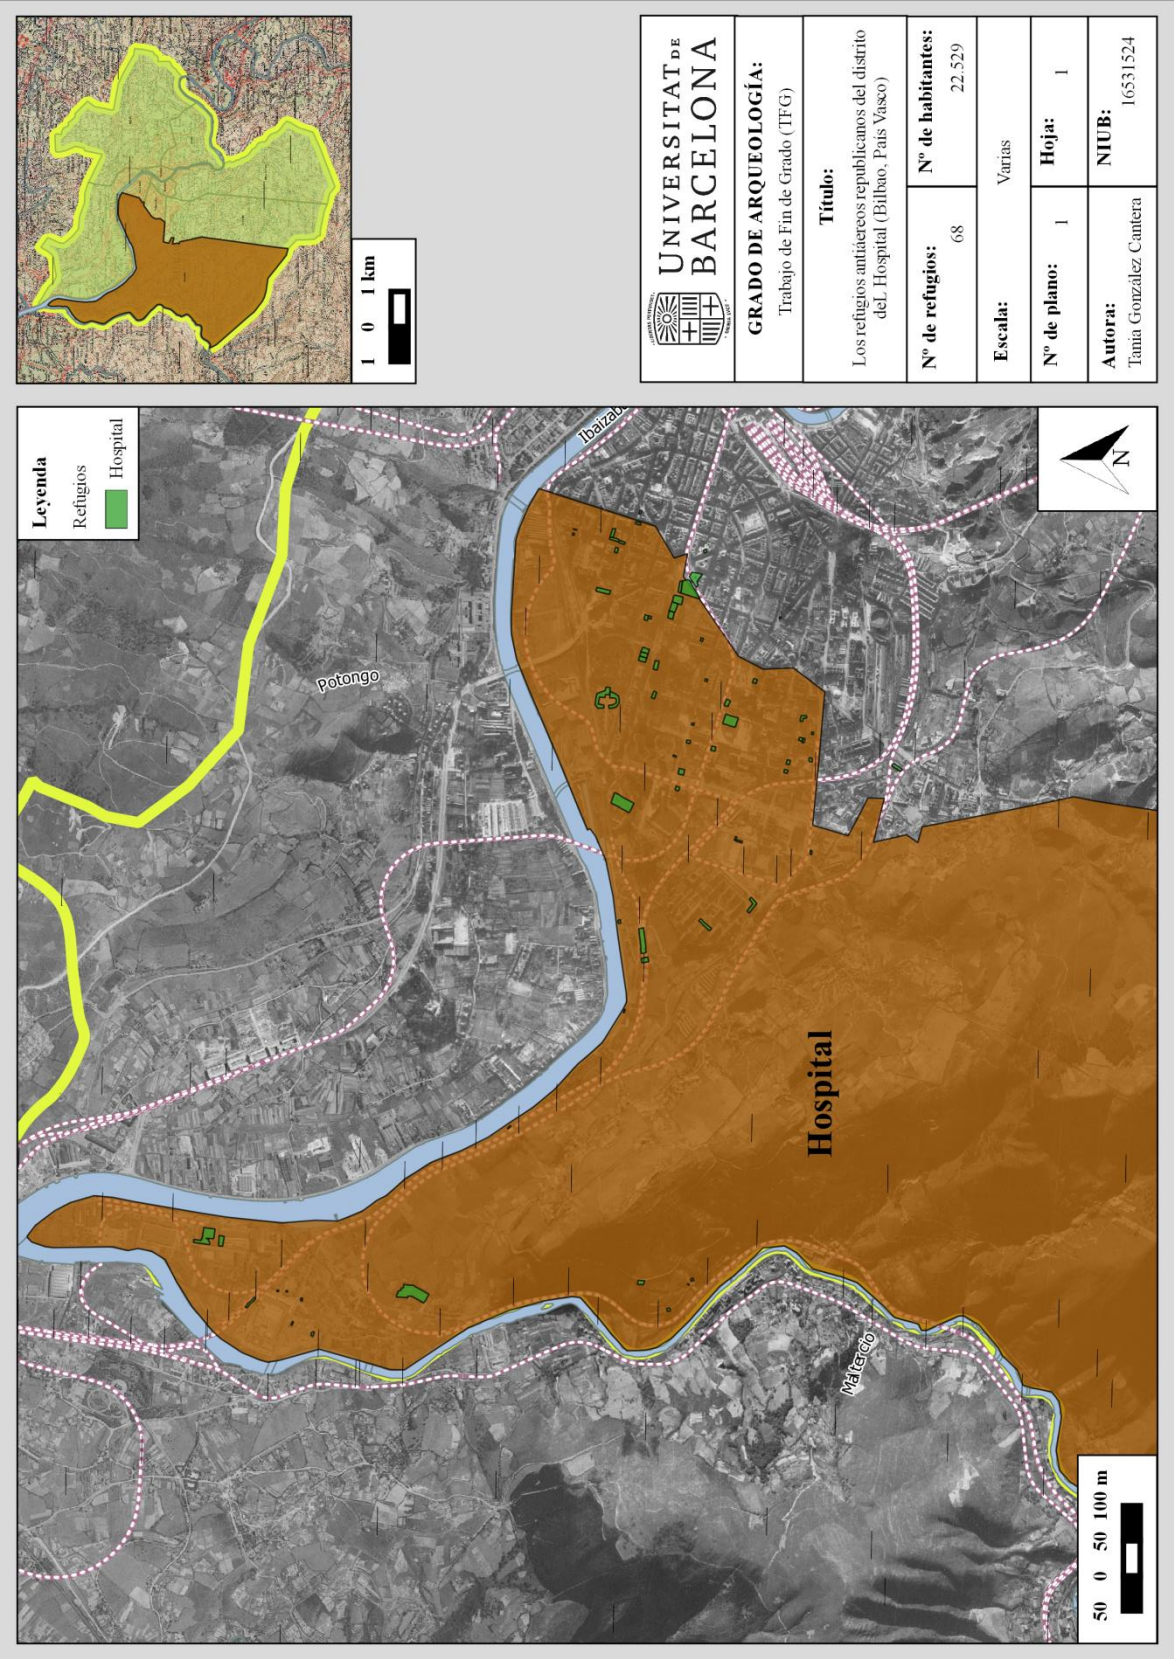 Leyenda
Refugios
Hospital
Potongo
Hospital
Maltercio
50 0 50 100 m
N
1 0 1 km
UNIVERSITAT DE
BARCELONA
GRADO DE ARQUEOLOGÍA:
Trabajo de Fin de Grado (TFG)
Título:
Los refugios antiáereos republicanos del distrito
deL Hospital (Bilbao, País Vasco)
Nº de refugios:
68
Nº de habitantes:
22.529
Escala:
Varias
Nº de plano:
1
Hoja:
1
Autora:
Tania González Cantera
NIUB:
16531524